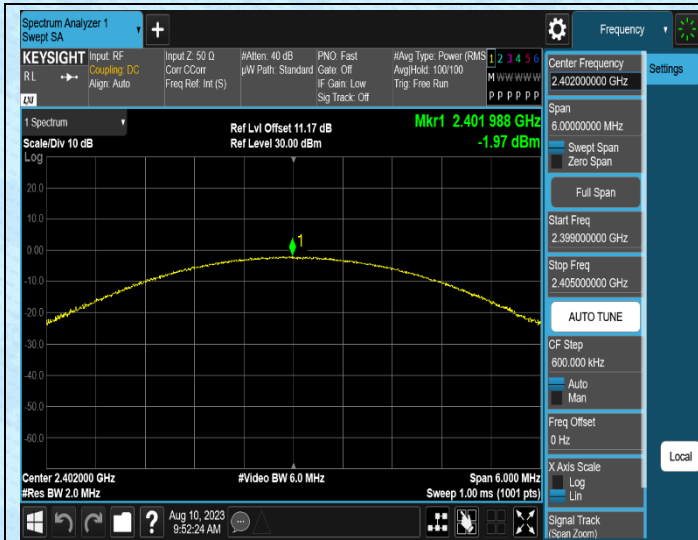 Spectrum Analyzer 1
Swept SA
+
Frequency
KEYSIGHT
RL
LXI
Input: RF
Coupling: DC
Align: Auto
Input Z: 50 Ω
Corr CCorr
Freq Ref: Int (S)
#Atten: 40 dB
µW Path: Standard
PNO: Fast
Gate: Off
IF Gain: Low
Sig Track: Off
#Avg Type: Power (RMS
Avg|Hold: 100/100
Trig: Free Run
1 2 3 4 5 6
M W W W W W
P P P P P P
1 Spectrum
Scale/Div 10 dB
Log
Ref Lvl Offset 11.17 dB
Ref Level 30.00 dBm
Mkr1 2.401 988 GHz
-1.97 dBm
20.0
10.0
0.00
-10.0
-20.0
-30.0
-40.0
-50.0
-60.0
1
Center 2.402000 GHz
#Res BW 2.0 MHz
#Video BW 6.0 MHz
Span 6.000 MHz
Sweep 1.00 ms (1001 pts)
Aug 10, 2023
9:52:24 AM
?
Center Frequency
2.402000000 GHz
Span
6.00000000 MHz
Swept Span
Zero Span
Full Span
Start Freq
2.399000000 GHz
Stop Freq
2.405000000 GHz
AUTO TUNE
CF Step
600.000 kHz
Auto
Man
Freq Offset
0 Hz
X Axis Scale
Log
Lin
Signal Track
(Span Zoom)
Settings
Local